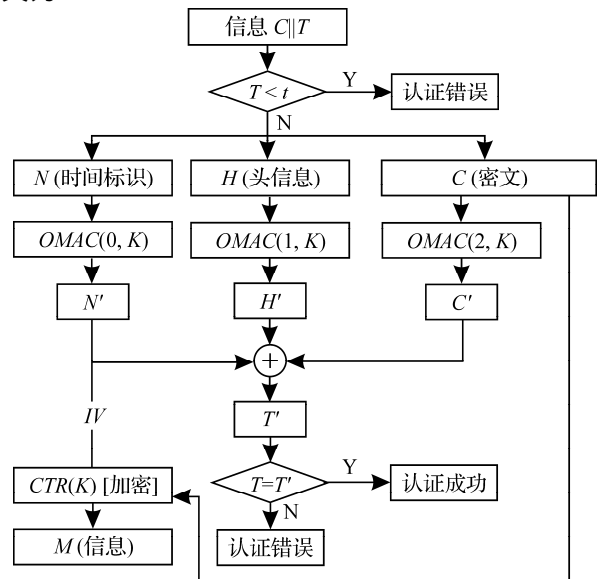 信息 C||T
T < t
Y
认证错误
N
N (时间标识)
H (头信息)
C (密文)
OMAC(0, K)
OMAC(1, K)
OMAC(2, K)
N′
H′
C′
IV
T′
CTR(K) [加密]
T=T′
Y
认证成功
N
M (信息)
认证错误